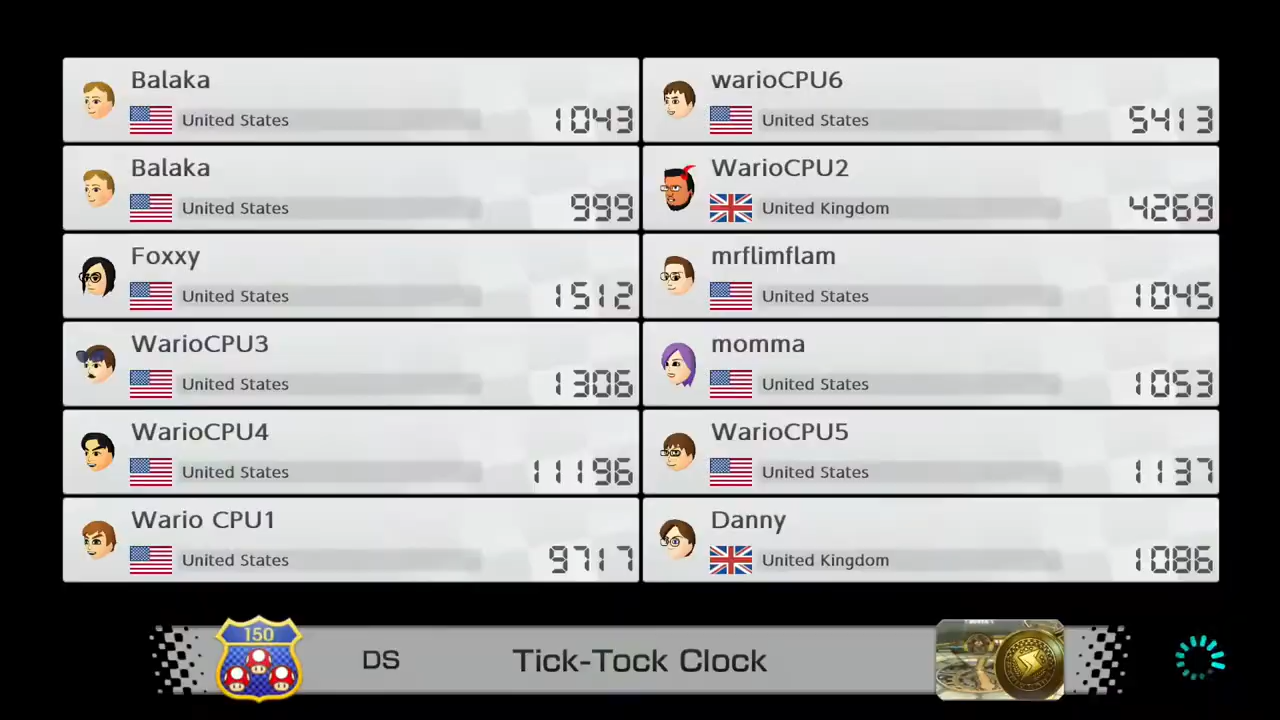 Balaka
United States 1043
Balaka
United States 999
Foxxy
United States 1512
WarioCPU3
United States 1306
WarioCPU4
United States 11196
Wario CPU1
United States 9717
warioCPU6
United States 5413
WarioCPU2
United Kingdom 4269
mrflimflam
United States 1045
momma
United States 1053
WarioCPU5
United States 1137
Danny
United Kingdom 1086
150 DS Tick-Tock Clock